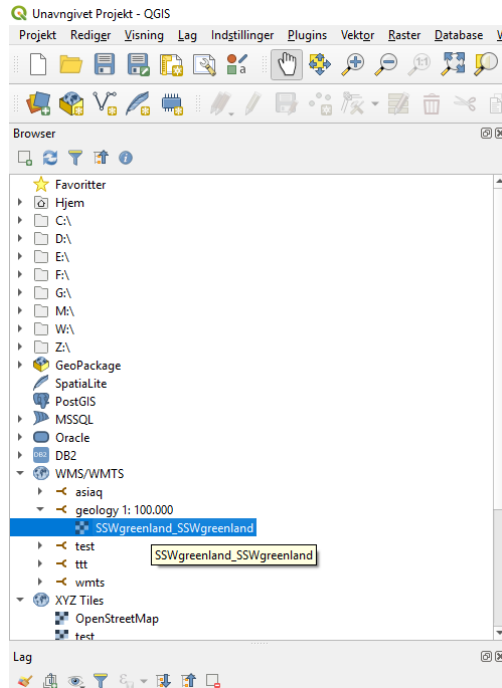 Unavngivet Projekt - QGIS
Projekt Rediger Visning Lag Indstillinger Plugins Vektor Raster Database
Browser
Favoritter
Hjem
C:\
D:\
E:\
F:\
G:\
M:\
W:\
Z:\
GeoPackage
SpatiaLite
PostGIS
MSSQL
Oracle
DB2
WMS/WMTS
asiaq
geology 1: 100.000
SSWgreenland_SSWgreenland
test
SSWgreenland_SSWgreenland
ttt
wmts
XYZ Tiles
OpenStreetMap
test
Lag